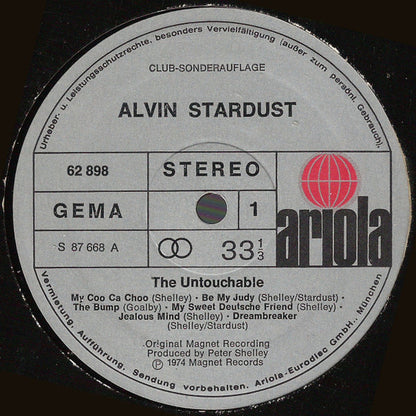 Urheber- u. Leistungsschutzrechte, besonders Vervielfältigung (außer zum persönl. Gebrauch),
CLUB-SONDERAUFLAGE
ALVIN STARDUST
62 898
STEREO
GEMA
1
ariola
S 87 668 A
33 1/3
The Untouchable
My Coo Ca Choo (Shelley) · Be My Judy (Shelley/Stardust) ·
The Bump (Goalby) · My Sweet Deutsche Friend (Shelley) ·
Jealous Mind (Shelley) · Dreambreaker
(Shelley/Stardust)
Original Magnet Recording
Produced by Peter Shelley
Ⓟ 1974 Magnet Records
Vermietung, Aufführung, Sendung vorbehalten. Ariola-Eurodisc GmbH., München